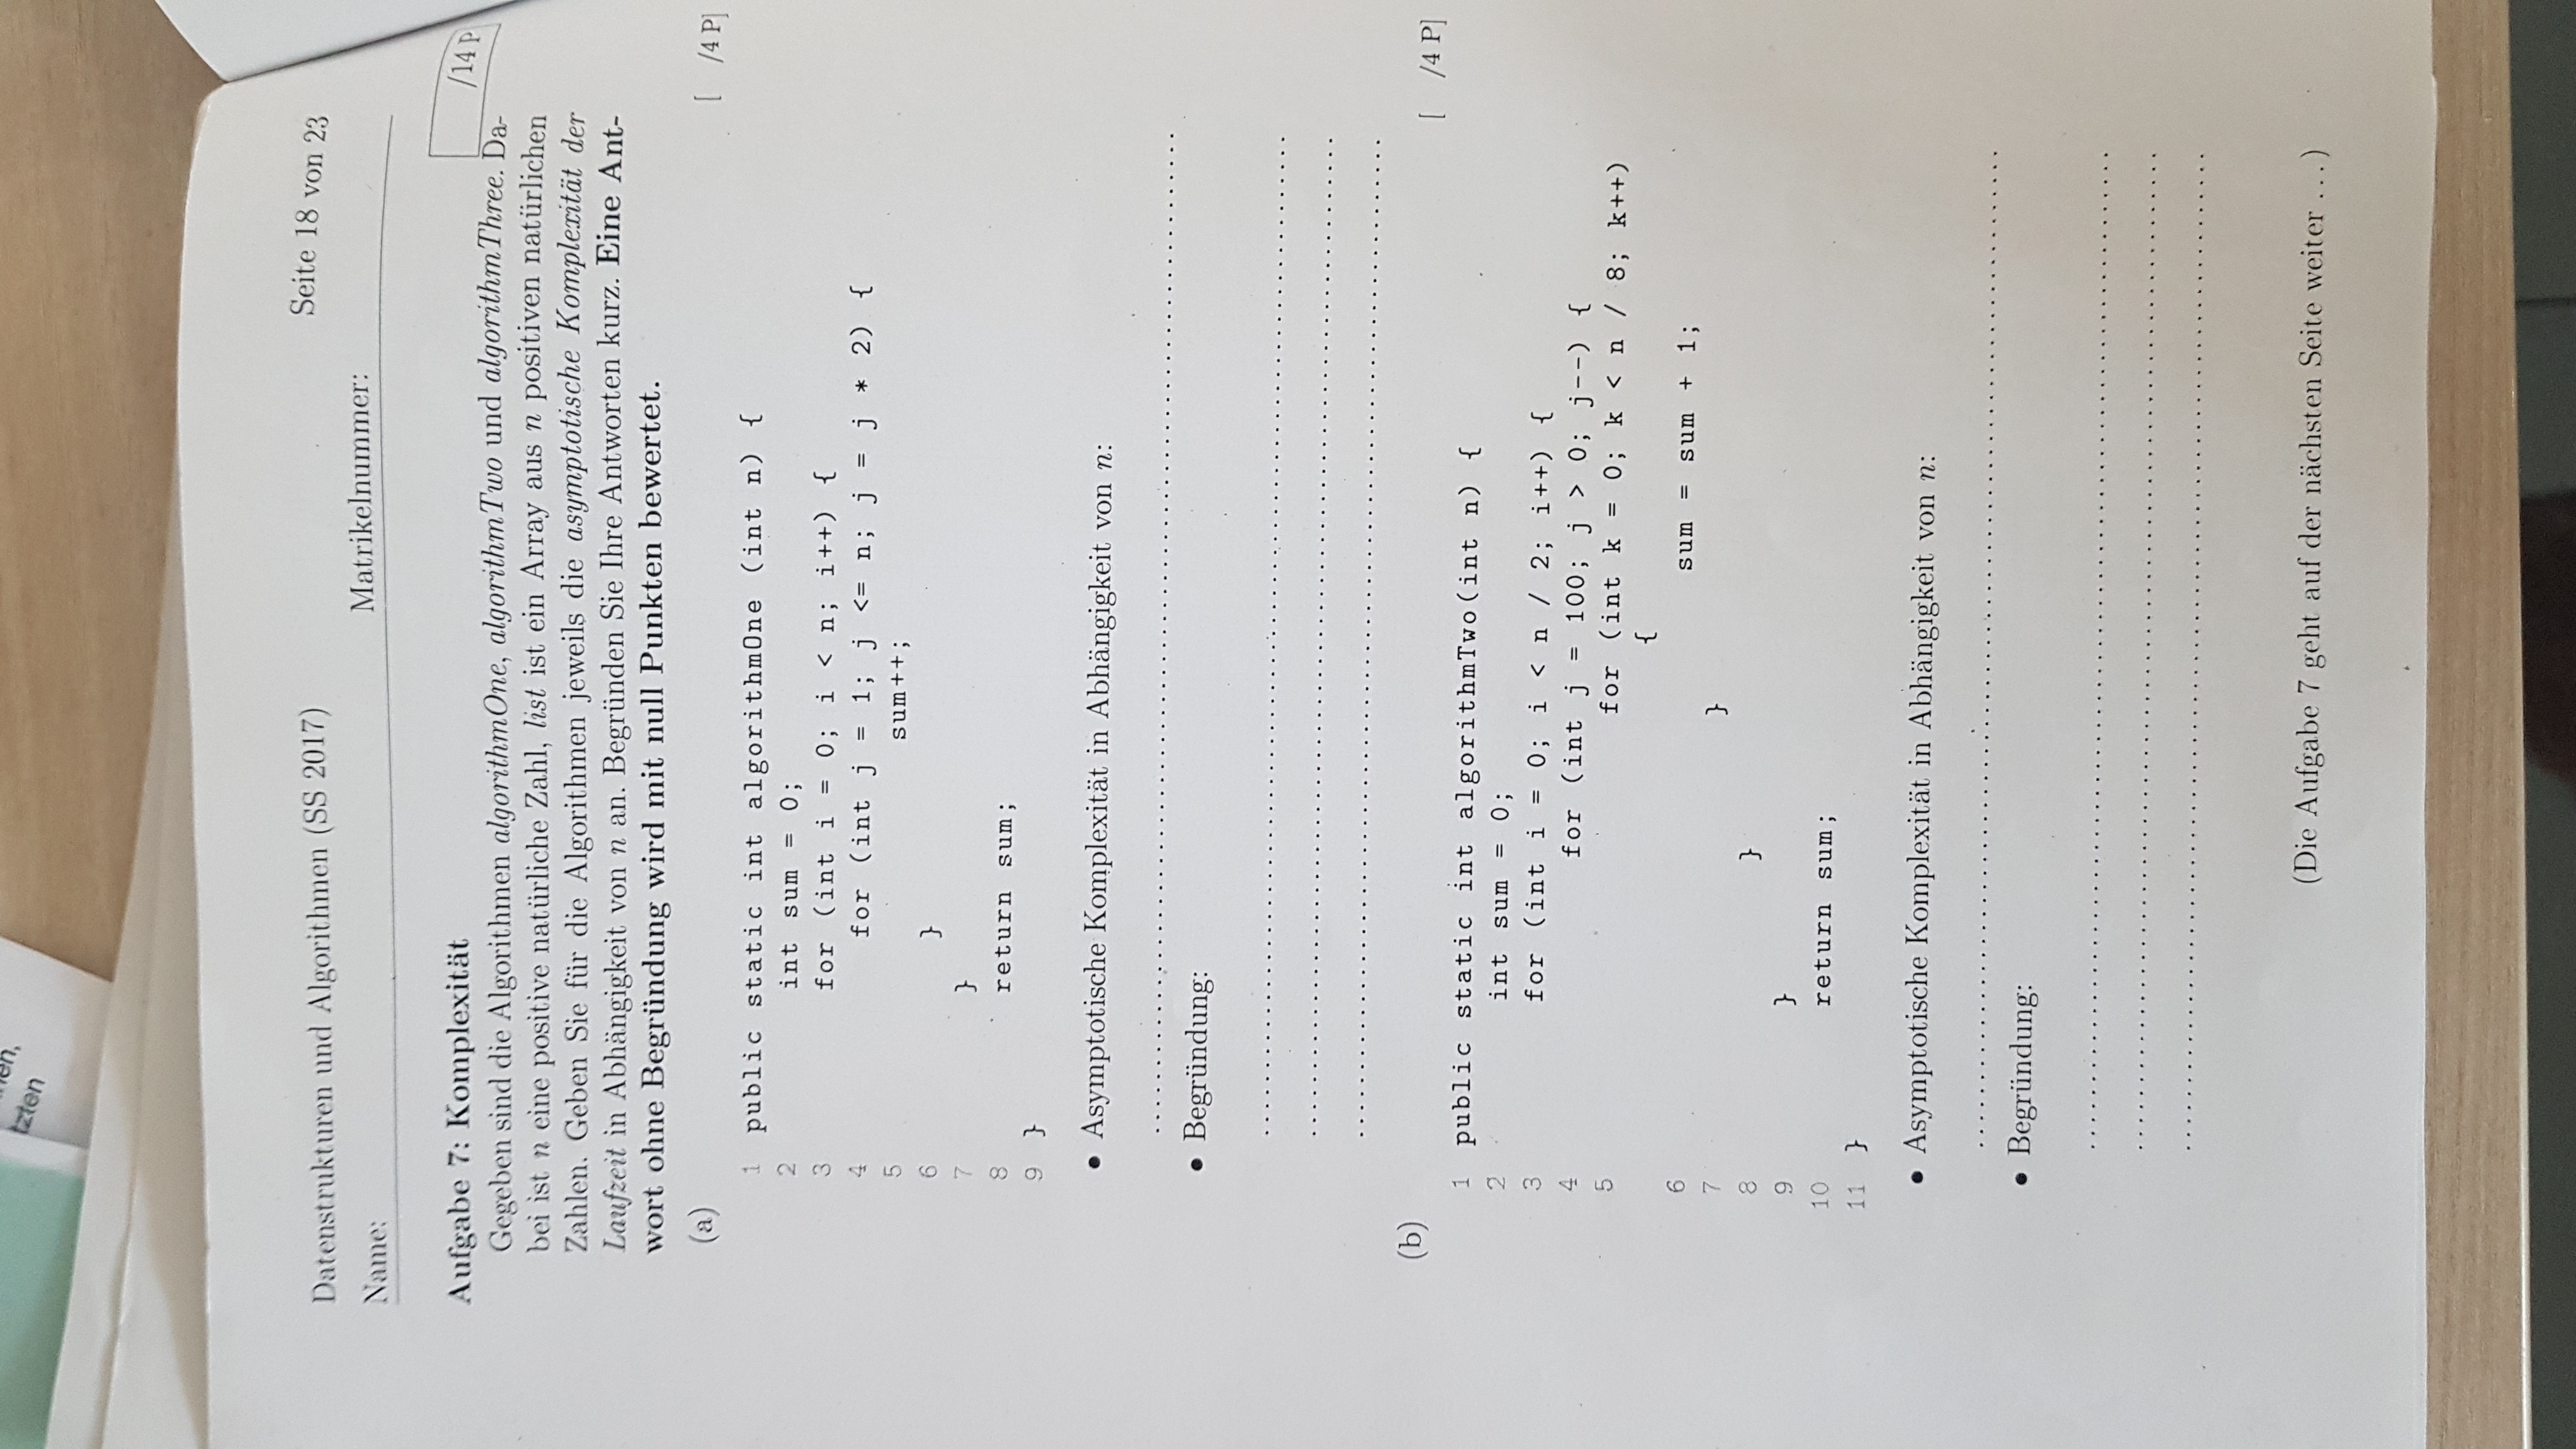 tzten
Datenstrukturen und Algorithmen (SS 2017)
Seite 18 von 23
Name:
Matrikelnummer:
Aufgabe 7: Komplexität
/14 P
Gegeben sind die Algorithmen algorithmOne, algorithmTwo und algorithmThree. Da-
bei ist n eine positive natürliche Zahl, list ist ein Array aus n positiven natürlichen
Zahlen. Geben Sie für die Algorithmen jeweils die asymptotische Komplexität der
Laufzeit in Abhängigkeit von n an. Begründen Sie Ihre Antworten kurz. Eine Ant-
wort ohne Begründung wird mit null Punkten bewertet.
(a)
[ /4 P]
1 public static int algorithmOne (int n) {
2 int sum = 0;
3 for (int i = 0; i < n; i++) {
4 for (int j = 1; j <= n; j = j * 2) {
5 sum++;
6 }
7 }
8 return sum;
9 }
• Asymptotische Komplexität in Abhängigkeit von n:
• Begründung:
(b)
[ /4 P]
1 public static int algorithmTwo(int n) {
2 int sum = 0;
3 for (int i = 0; i < n / 2; i++) {
4 for (int j = 100; j > 0; j--) {
5 for (int k = 0; k < n / 8; k++)
{
6 sum = sum + 1;
7 }
8 }
9 }
10 return sum;
11 }
• Asymptotische Komplexität in Abhängigkeit von n:
• Begründung:
(Die Aufgabe 7 geht auf der nächsten Seite weiter ...)